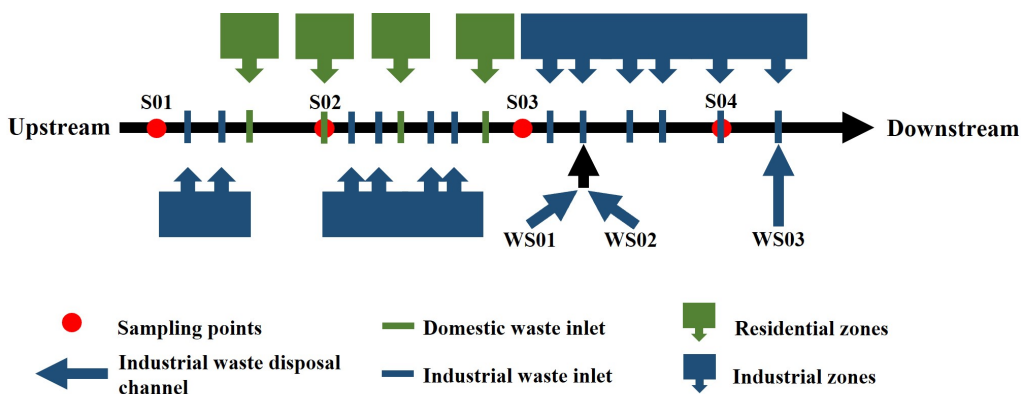 S01
S02
S03
S04
Upstream
Downstream
WS01
WS02
WS03
Sampling points
Domestic waste inlet
Residential zones
Industrial waste disposal
channel
Industrial waste inlet
Industrial zones